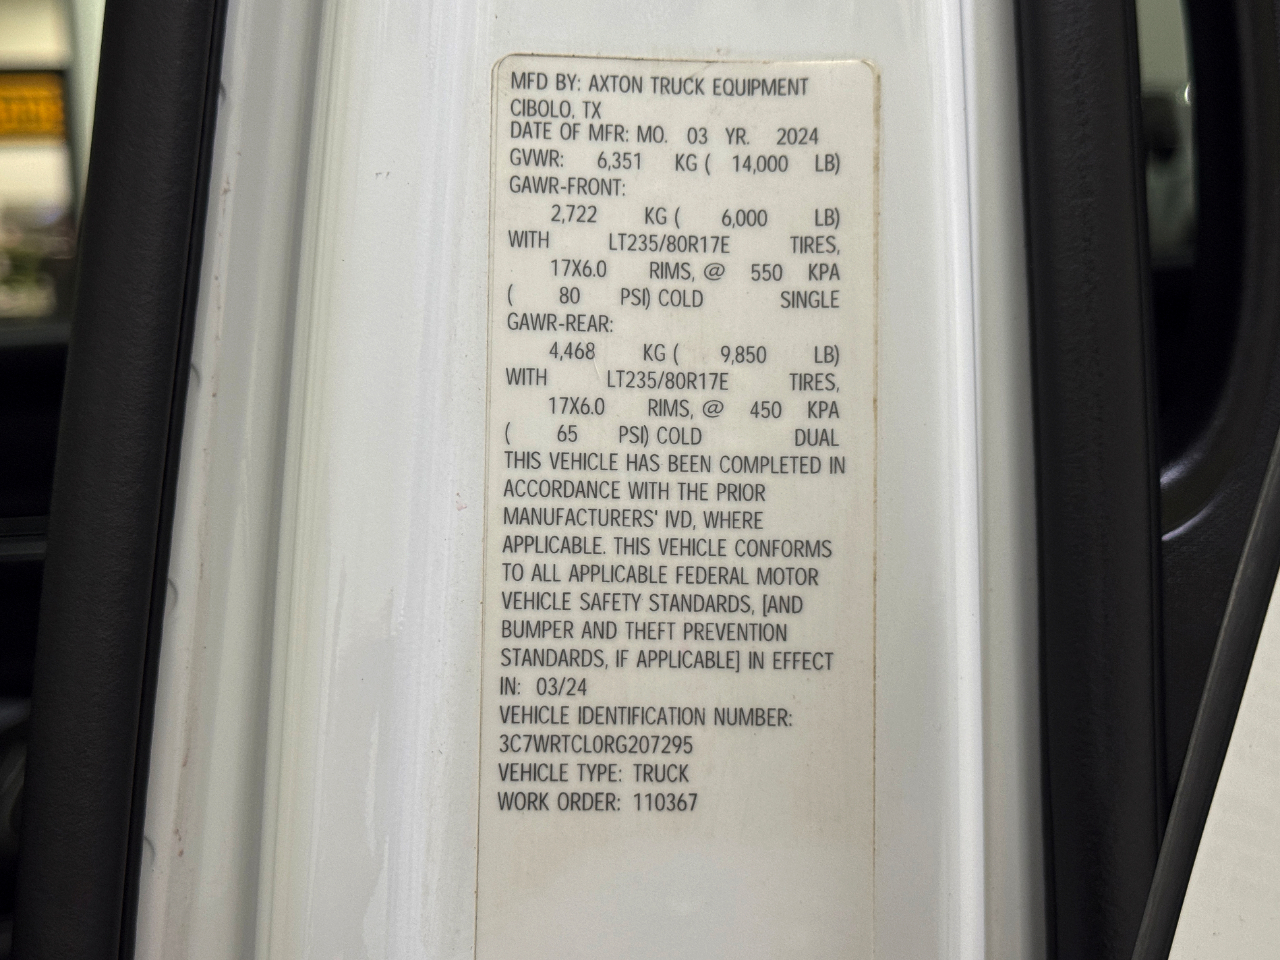 MFD BY: AXTON TRUCK EQUIPMENT
CIBOLO, TX
DATE OF MFR: MO. 03 YR. 2024
GVWR: 6,351 KG ( 14,000 LB)
GAWR-FRONT:
2,722 KG ( 6,000 LB)
WITH LT235/80R17E TIRES,
17X6.0 RIMS, @ 550 KPA
( 80 PSI) COLD SINGLE
GAWR-REAR:
4,468 KG ( 9,850 LB)
WITH LT235/80R17E TIRES,
17X6.0 RIMS, @ 450 KPA
( 65 PSI) COLD DUAL
THIS VEHICLE HAS BEEN COMPLETED IN
ACCORDANCE WITH THE PRIOR
MANUFACTURERS' IVD, WHERE
APPLICABLE. THIS VEHICLE CONFORMS
TO ALL APPLICABLE FEDERAL MOTOR
VEHICLE SAFETY STANDARDS, [AND
BUMPER AND THEFT PREVENTION
STANDARDS, IF APPLICABLE] IN EFFECT
IN: 03/24
VEHICLE IDENTIFICATION NUMBER:
3C7WRTCL0RG207295
VEHICLE TYPE: TRUCK
WORK ORDER: 110367